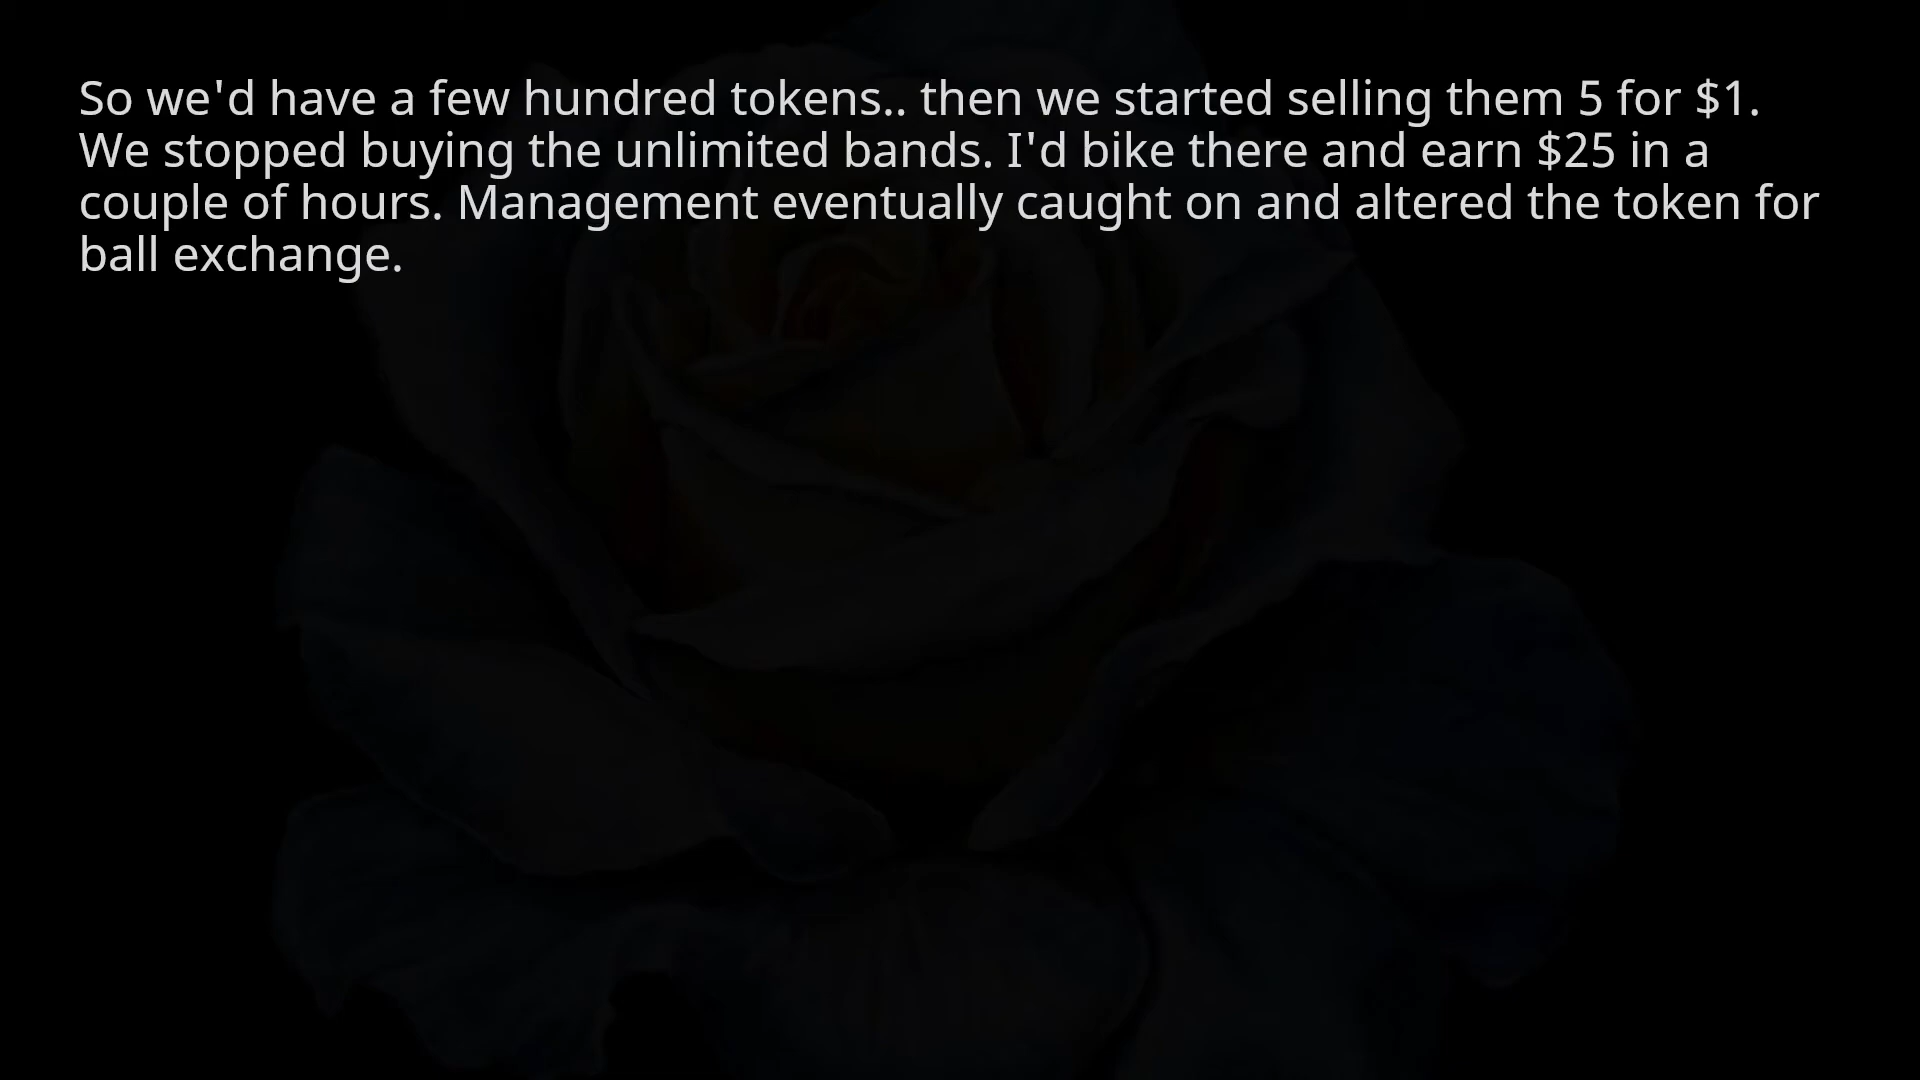 So we'd have a few hundred tokens.. then we started selling them 5 for $1.
We stopped buying the unlimited bands. I'd bike there and earn $25 in a
couple of hours. Management eventually caught on and altered the token for
ball exchange.